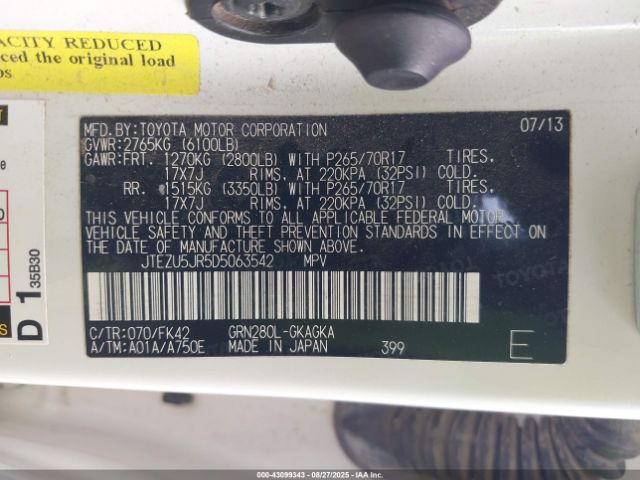 ACITY REDUCED
ed the original load
os
MFD.BY:TOYOTA MOTOR CORPORATION 07/13
GVWR:2765KG (6100LB)
GAWR:FRT. 1270KG (2800LB) WITH P265/70R17 TIRES,
17X7J RIMS, AT 220KPA (32PSI) COLD.
RR. 1515KG (3350LB) WITH P265/70R17 TIRES,
17X7J RIMS, AT 220KPA (32PSI) COLD.
THIS VEHICLE CONFORMS TO ALL APPLICABLE FEDERAL MOTOR
VEHICLE SAFETY AND THEFT PREVENTION STANDARDS IN EFFECT ON
THE DATE OF MANUFACTURE SHOWN ABOVE.
JTEZU5JR5D5063542 MPV
C/TR:070/FK42 GRN280L-GKAGKA
A/TM:A01A/A750E MADE IN JAPAN 399 E
D 1 35B30
© 000-43099343 08/27/2025 IAAI.COM